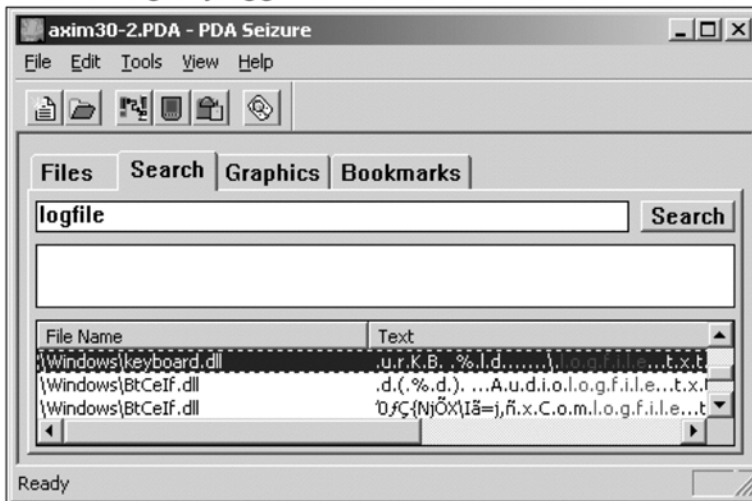 axim30-2.PDA - PDA Seizure
File Edit Tools View Help
Files Search Graphics Bookmarks
logfile Search
File Name Text
\Windows\keyboard.dll .u.r.K.B. .%.l.d.......\.l.o.g.f.i.l.e...t.x.t.
\Windows\BtCeIf.dll .d.(.%.d.). ...A.u.d.i.o.l.o.g.f.i.l.e...t.x.
\Windows\BtCeIf.dll j,ñ.x.C.o.m.l.o.g.f.i.l.e...t
Ready